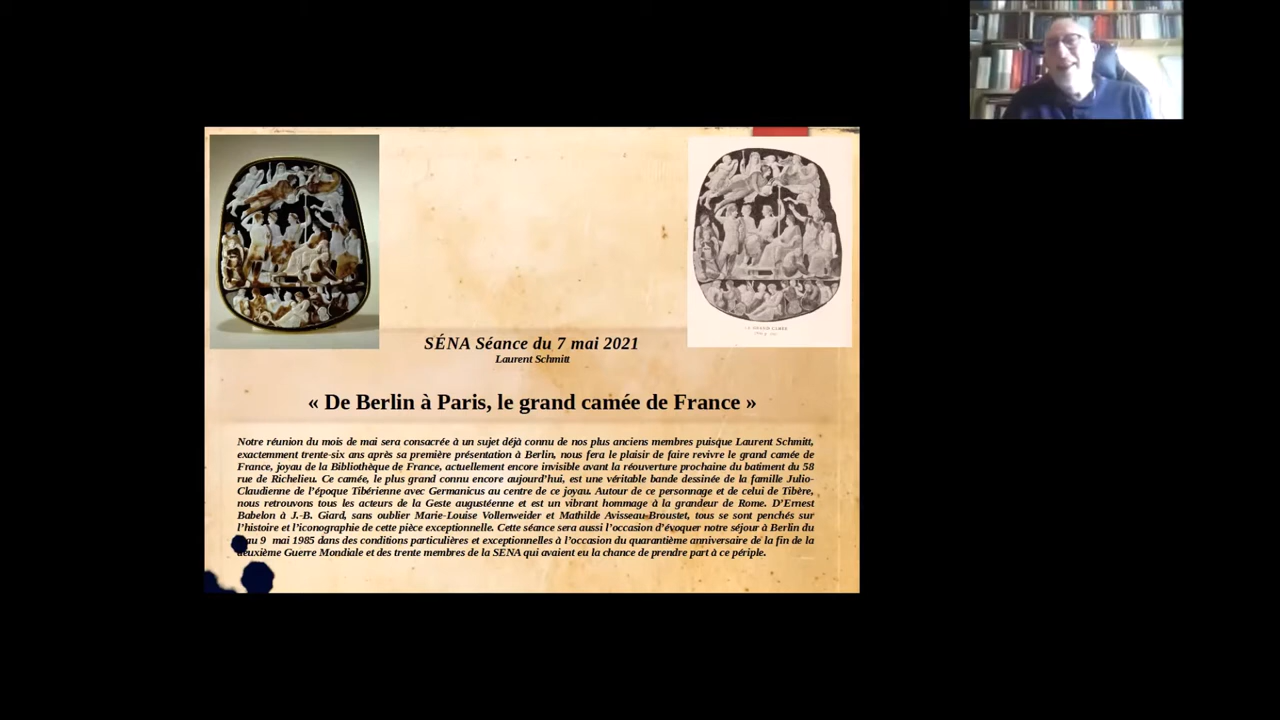 SÉNA Séance du 7 mai 2021
Laurent Schmitt
« De Berlin à Paris, le grand camée de France »
Notre réunion du mois de mai sera consacrée à un sujet déjà connu de nos plus anciens membres puisque Laurent Schmitt,
exactemment trente-six ans après sa première présentation à Berlin, nous fera le plaisir de faire revivre le grand camée de
France, joyau de la Bibliothèque de France, actuellement encore invisible avant la réouverture prochaine du batiment du 58
rue de Richelieu. Ce camée, le plus grand connu encore aujourd’hui, est une véritable bande dessinée de la famille Julio-
Claudienne de l’époque Tibérienne avec Germanicus au centre de ce joyau. Autour de ce personnage et de celui de Tibère,
nous retrouvons tous les acteurs de la Geste augustéenne et est un vibrant hommage à la grandeur de Rome. D’Ernest
Babelon à J.-B. Giard, sans oublier Marie-Louise Vollenweider et Mathilde Avisseau-Broustet, tous se sont penchés sur
l’histoire et l’iconographie de cette pièce exceptionnelle. Cette séance sera aussi l’occasion d’évoquer notre séjour à Berlin du
au 9 mai 1985 dans des conditions particulières et exceptionnelles à l’occasion du quarantième anniversaire de la fin de la
deuxième Guerre Mondiale et des trente membres de la SENA qui avaient eu la chance de prendre part à ce périple.